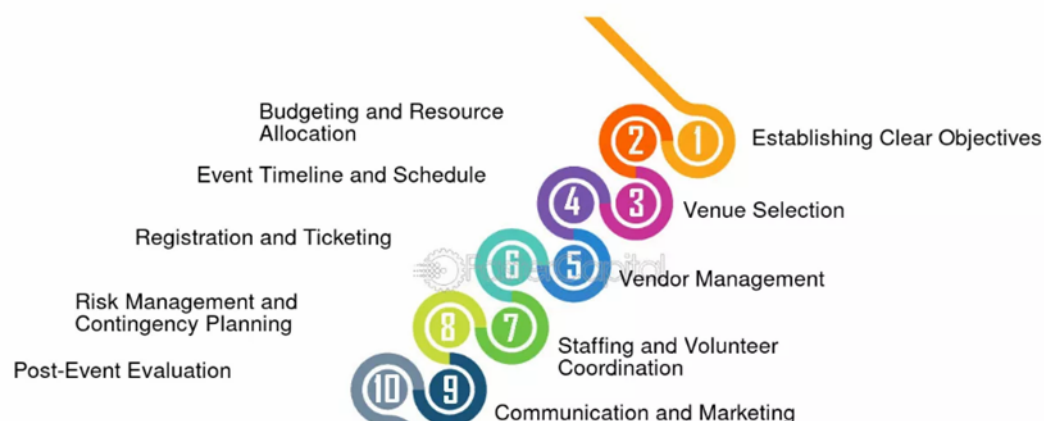 1
Establishing Clear Objectives
2
Budgeting and Resource
Allocation
3
Venue Selection
4
Event Timeline and Schedule
5
Vendor Management
6
Registration and Ticketing
7
Staffing and Volunteer
Coordination
8
Risk Management and
Contingency Planning
9
Communication and Marketing
10
Post-Event Evaluation